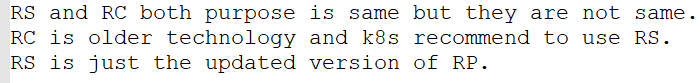 RS and RC both purpose is same but they are not same.
RC is older technology and k8s recommend to use RS.
RS is just the updated version of RP.